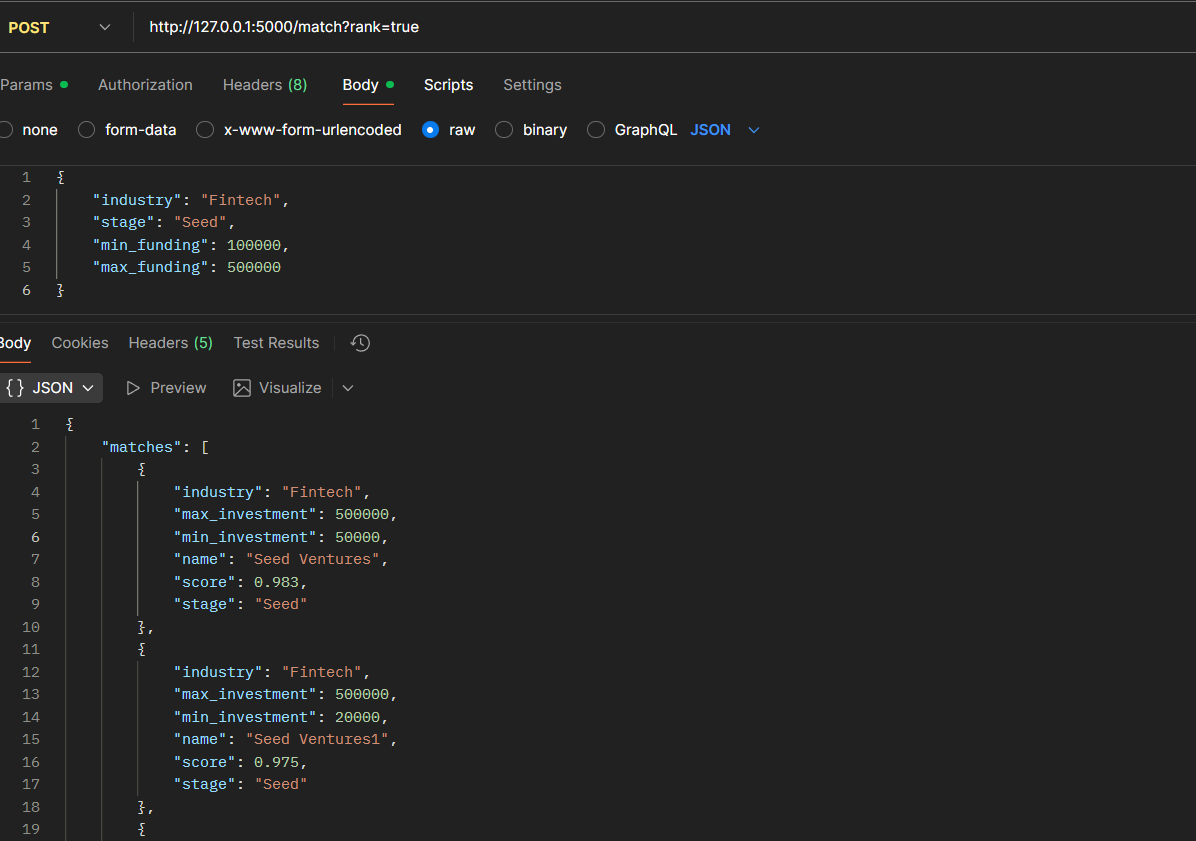 POST http://127.0.0.1:5000/match?rank=true
Params Authorization Headers (8) Body Scripts Settings
none form-data x-www-form-urlencoded raw binary GraphQL JSON
1 {
2 "industry": "Fintech",
3 "stage": "Seed",
4 "min_funding": 100000,
5 "max_funding": 500000
6 }
Body Cookies Headers (5) Test Results
{} JSON Preview Visualize
1 {
2 "matches": [
3 {
4 "industry": "Fintech",
5 "max_investment": 500000,
6 "min_investment": 50000,
7 "name": "Seed Ventures",
8 "score": 0.983,
9 "stage": "Seed"
10 },
11 {
12 "industry": "Fintech",
13 "max_investment": 500000,
14 "min_investment": 20000,
15 "name": "Seed Ventures1",
16 "score": 0.975,
17 "stage": "Seed"
18 },
19 {